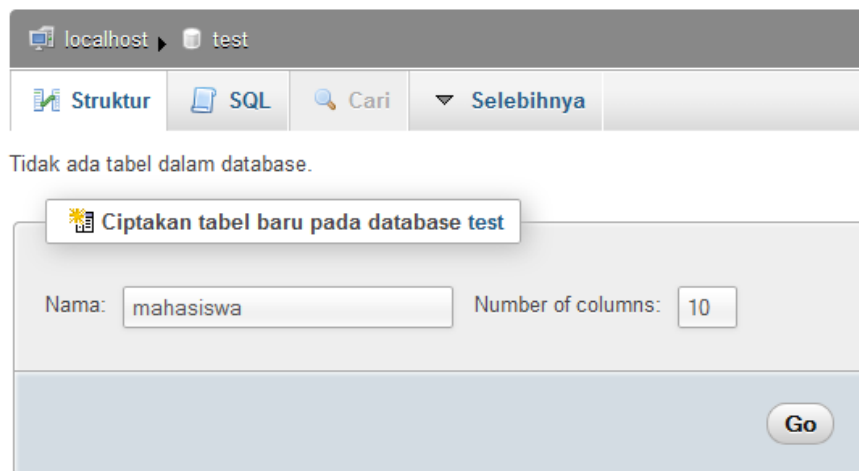 localhost test
Struktur SQL Cari Selebihnya
Tidak ada tabel dalam database.
Ciptakan tabel baru pada database test
Nama: mahasiswa Number of columns: 10
Go